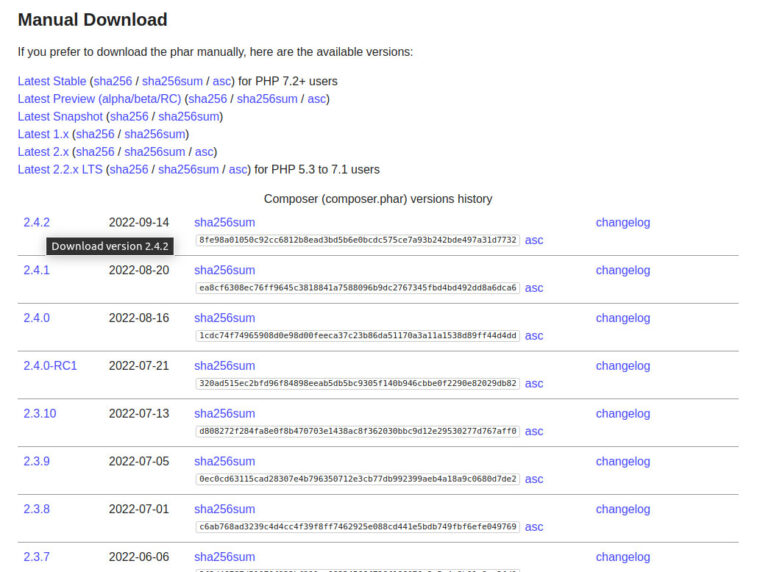 Manual Download
If you prefer to download the phar manually, here are the available versions:
Latest Stable (sha256 / sha256sum / asc) for PHP 7.2+ users
Latest Preview (alpha/beta/RC) (sha256 / sha256sum / asc)
Latest Snapshot (sha256 / sha256sum)
Latest 1.x (sha256 / sha256sum)
Latest 2.x (sha256 / sha256sum / asc)
Latest 2.2.x LTS (sha256 / sha256sum / asc) for PHP 5.3 to 7.1 users
Composer (composer.phar) versions history
2.4.2 2022-09-14 sha256sum changelog
8fe98a01050c92cc6812b8ead3bd5b6e0bcdc575ce7a93b242bde497a31d7732 asc
Download version 2.4.2
2.4.1 2022-08-20 sha256sum changelog
ea8cf6308ec76ff9645c3818841a7588096b9dc2767345fbd4bd492dd8a6dca6 asc
2.4.0 2022-08-16 sha256sum changelog
1cdc74f74965908d0e98d00feeca37c23b86da51170a3a11a1538d89ff44d4dd asc
2.4.0-RC1 2022-07-21 sha256sum changelog
320ad515ec2bfd96f84898eeab5db5bc9305f140b946cbbe0f2290e82029db82 asc
2.3.10 2022-07-13 sha256sum changelog
d808272f284fa8e0f8b470703e1438ac8f362030bbc9d12e29530277d767aff0 asc
2.3.9 2022-07-05 sha256sum changelog
0ec0cd63115cad28307e4b796350712e3cb77db992399aeb4a18a9c0680d7de2 asc
2.3.8 2022-07-01 sha256sum changelog
c6ab768ad3239c4d4cc4f39f8ff7462925e088cd441e5bdb749fbf6efe049769 asc
2.3.7 2022-06-06 sha256sum changelog